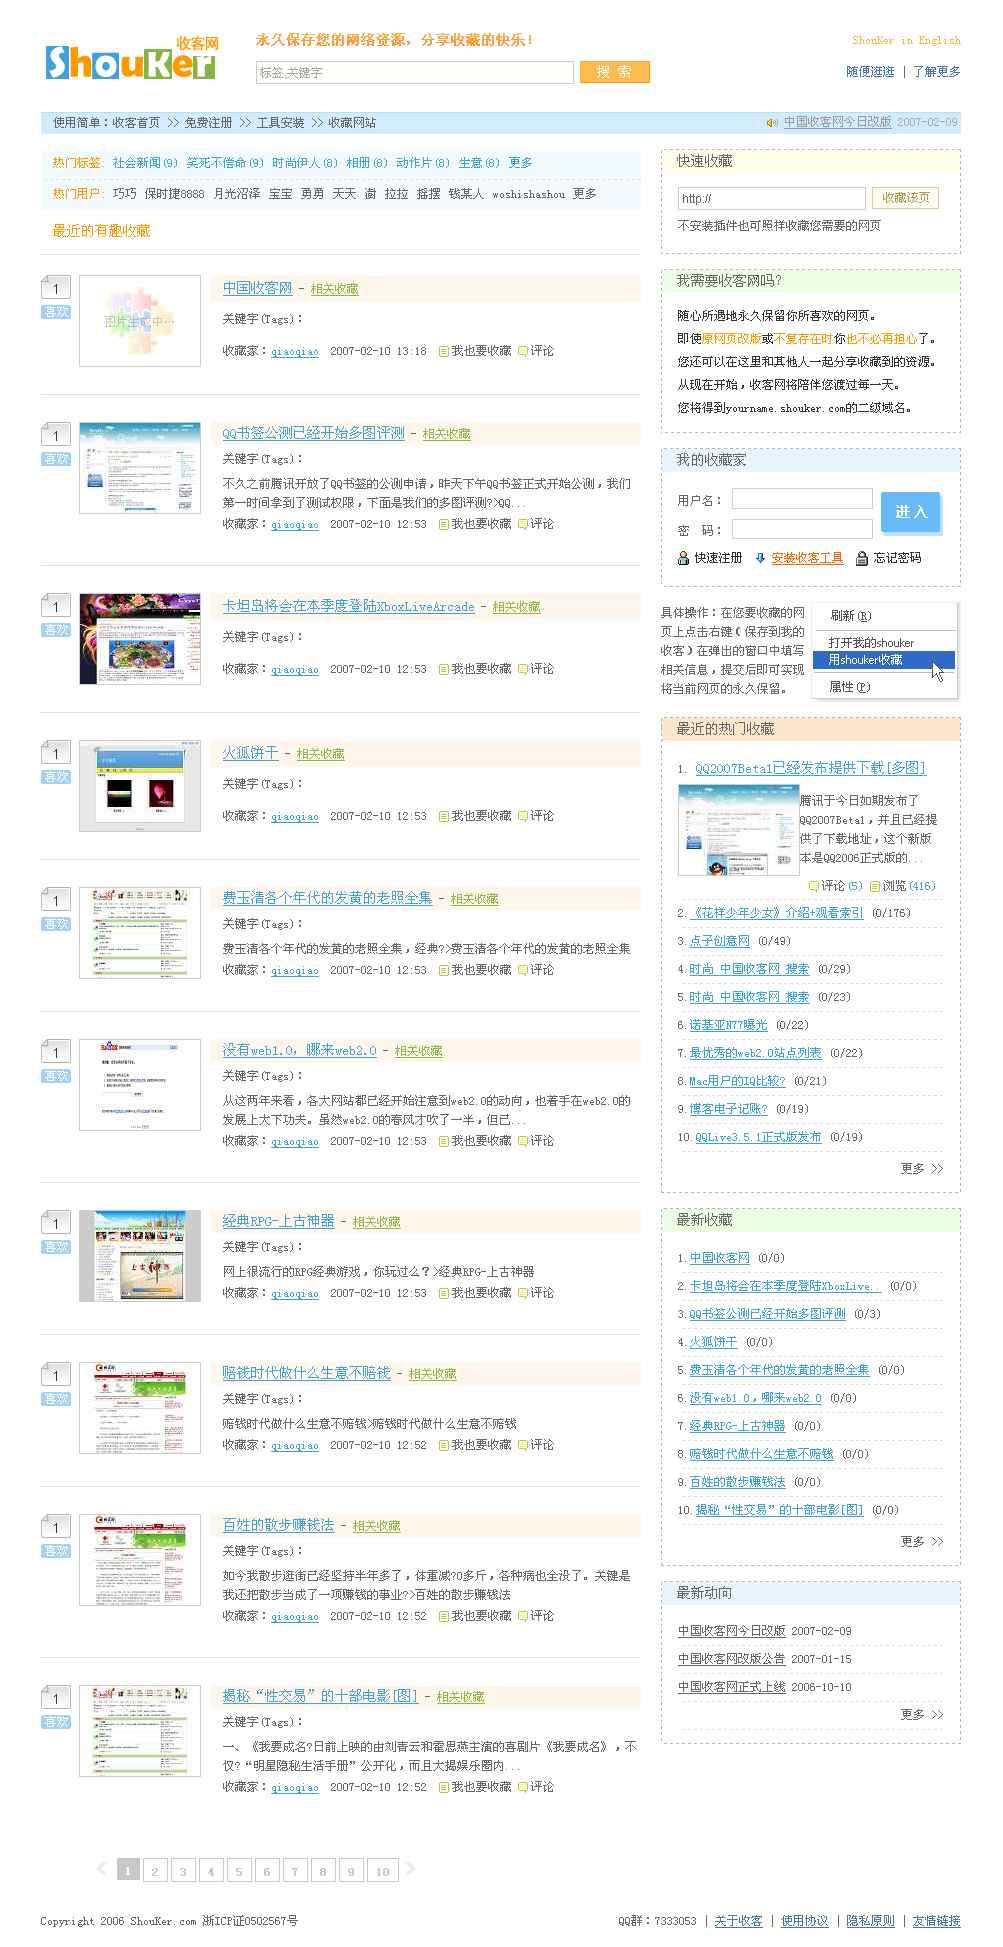 ShouKer 收客网
永久保存您的网络资源，分享收藏的快乐！
ShouKer in English
标签,关键字
搜 索
随便逛逛 | 了解更多
使用简单：收客首页 >> 免费注册 >> 工具安装 >> 收藏网站
中国收客网今日改版 2007-02-09
热门标签: 社会新闻(9) 笑死不偿命(9) 时尚伊人(8) 相册(8) 动作片(8) 生意(8) 更多
热门用户: 巧巧 保时捷8888 月光沼泽 宝宝 勇勇 天天 谢 拉拉 摇摆 钱某人 woshishashou 更多
最近的有趣收藏
1
喜欢
中国收客网 - 相关收藏
关键字(Tags)：
收藏家：qiaoqiao 2007-02-10 13:18 我也要收藏 评论
1
喜欢
QQ书签公测已经开始多图评测 - 相关收藏
关键字(Tags)：
不久之前腾讯开放了QQ书签的公测申请，昨天下午QQ书签正式开始公测，我们
第一时间拿到了测试权限，下面是我们的多图评测?>QQ...
收藏家：qiaoqiao 2007-02-10 12:53 我也要收藏 评论
1
喜欢
卡坦岛将会在本季度登陆XboxLiveArcade - 相关收藏
关键字(Tags)：
收藏家：qiaoqiao 2007-02-10 12:53 我也要收藏 评论
1
喜欢
火狐饼干 - 相关收藏
关键字(Tags)：
收藏家：qiaoqiao 2007-02-10 12:53 我也要收藏 评论
1
喜欢
费玉清各个年代的发黄的老照全集 - 相关收藏
关键字(Tags)：
费玉清各个年代的发黄的老照全集，经典?>费玉清各个年代的发黄的老照全集
收藏家：qiaoqiao 2007-02-10 12:53 我也要收藏 评论
1
喜欢
没有web1.0，哪来web2.0 - 相关收藏
关键字(Tags)：
从这两年来看，各大网站都已经开始注意到web2.0的动向，也着手在web2.0的
发展上大下功夫。虽然web2.0的春风才吹了一半，但已...
收藏家：qiaoqiao 2007-02-10 12:53 我也要收藏 评论
1
喜欢
经典RPG-上古神器 - 相关收藏
关键字(Tags)：
网上很流行的RPG经典游戏，你玩过么？>经典RPG-上古神器
收藏家：qiaoqiao 2007-02-10 12:53 我也要收藏 评论
1
喜欢
赔钱时代做什么生意不赔钱 - 相关收藏
关键字(Tags)：
赔钱时代做什么生意不赔钱>赔钱时代做什么生意不赔钱
收藏家：qiaoqiao 2007-02-10 12:52 我也要收藏 评论
1
喜欢
百姓的散步赚钱法 - 相关收藏
关键字(Tags)：
如今我散步逛街已经坚持半年多了，体重减?0多斤，各种病也全没了。关键是
我还把散步当成了一项赚钱的事业?>百姓的散步赚钱法
收藏家：qiaoqiao 2007-02-10 12:52 我也要收藏 评论
1
喜欢
揭秘“性交易”的十部电影[图] - 相关收藏
关键字(Tags)：
一、《我要成名?日前上映的由刘青云和霍思燕主演的喜剧片《我要成名》，不
仅?“明星隐秘生活手册”公开化，而且大揭娱乐圈内...
收藏家：qiaoqiao 2007-02-10 12:52 我也要收藏 评论
1 2 3 4 5 6 7 8 9 10
快速收藏
http://
收藏该页
不安装插件也可照样收藏您需要的网页
我需要收客网吗?
随心所遇地永久保留你所喜欢的网页。
即使原网页改版或不复存在时你也不必再担心了。
您还可以在这里和其他人一起分享收藏到的资源。
从现在开始，收客网将陪伴您渡过每一天。
您将得到yourname.shouker.com的二级域名。
我的收藏家
用户名：
密 码：
进 入
快速注册 安装收客工具 忘记密码
具体操作：在您要收藏的网
页上点击右键（保存到我的
收客）在弹出的窗口中填写
相关信息，提交后即可实现
将当前网页的永久保留。
刷新(R)
打开我的shouker
用shouker收藏
属性(P)
最近的热门收藏
1. QQ2007Beta1已经发布提供下载[多图]
腾讯于今日如期发布了
QQ2007Beta1，并且已经提
供了下载地址，这个新版
本是QQ2006正式版的...
评论(5) 浏览(416)
2.《花样少年少女》介绍+观看索引 (0/176)
3.点子创意网 (0/49)
4.时尚 中国收客网 搜索 (0/29)
5.时尚 中国收客网 搜索 (0/23)
6.诺基亚N77曝光 (0/22)
7.最优秀的web2.0站点列表 (0/22)
8.Mac用户的IQ比较? (0/21)
9.博客电子记账? (0/19)
10.QQLive3.5.1正式版发布 (0/19)
更多 >>
最新收藏
1.中国收客网 (0/0)
2.卡坦岛将会在本季度登陆XboxLive.. (0/0)
3.QQ书签公测已经开始多图评测 (0/3)
4.火狐饼干 (0/0)
5.费玉清各个年代的发黄的老照全集 (0/0)
6.没有web1.0，哪来web2.0 (0/0)
7.经典RPG-上古神器 (0/0)
8.赔钱时代做什么生意不赔钱 (0/0)
9.百姓的散步赚钱法 (0/0)
10.揭秘“性交易”的十部电影[图] (0/0)
更多 >>
最新动向
中国收客网今日改版 2007-02-09
中国收客网改版公告 2007-01-15
中国收客网正式上线 2006-10-10
更多 >>
Copyright 2006 ShouKer.com 浙ICP证0502567号
QQ群：7333053 | 关于收客 | 使用协议 | 隐私原则 | 友情链接